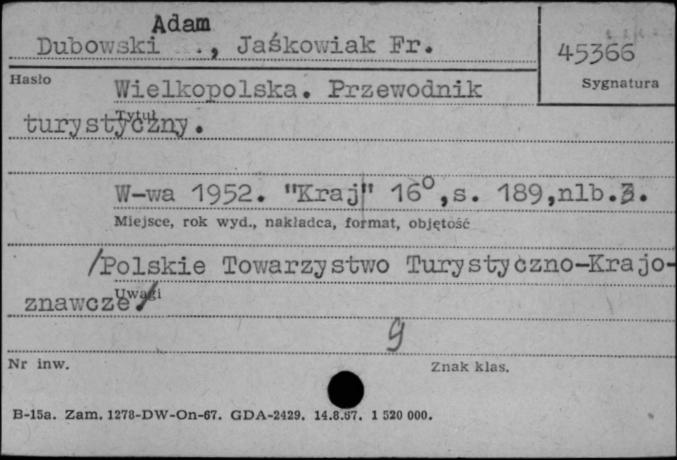 Adam
Dubowski ., Jaśkowiak Fr.
45366
Hasło
Sygnatura
Wielkopolska. Przewodnik
Tytuł
turystyczny.
W-wa 1952. "Kraj" 16°,s. 189,nlb.3.
Miejsce, rok wyd., nakładca, format, objętość
/Polskie Towarzystwo Turystyczno-Krajo-
Uwagi
znawcze/
9
Nr inw.
Znak klas.
B-15a. Zam. 1278-DW-On-67. GDA-2429. 14.8.67. 1 520 000.